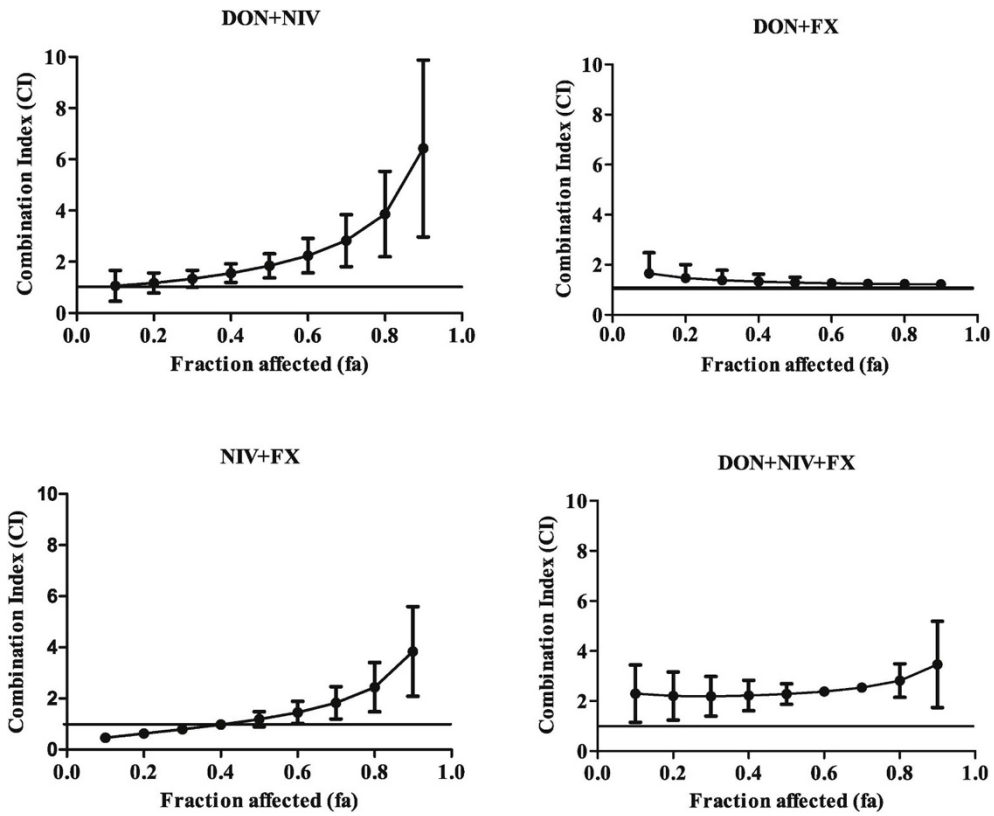 DON+NIV
Combination Index (CI)
10
8
6
4
2
0
0.0 0.2 0.4 0.6 0.8 1.0
Fraction affected (fa)
DON+FX
Combination Index (CI)
10
8
6
4
2
0
0.0 0.2 0.4 0.6 0.8 1.0
Fraction affected (fa)
NIV+FX
Combination Index (CI)
10
8
6
4
2
0
0.0 0.2 0.4 0.6 0.8 1.0
Fraction affected (fa)
DON+NIV+FX
Combination Index (CI)
10
8
6
4
2
0
0.0 0.2 0.4 0.6 0.8 1.0
Fraction affected (fa)